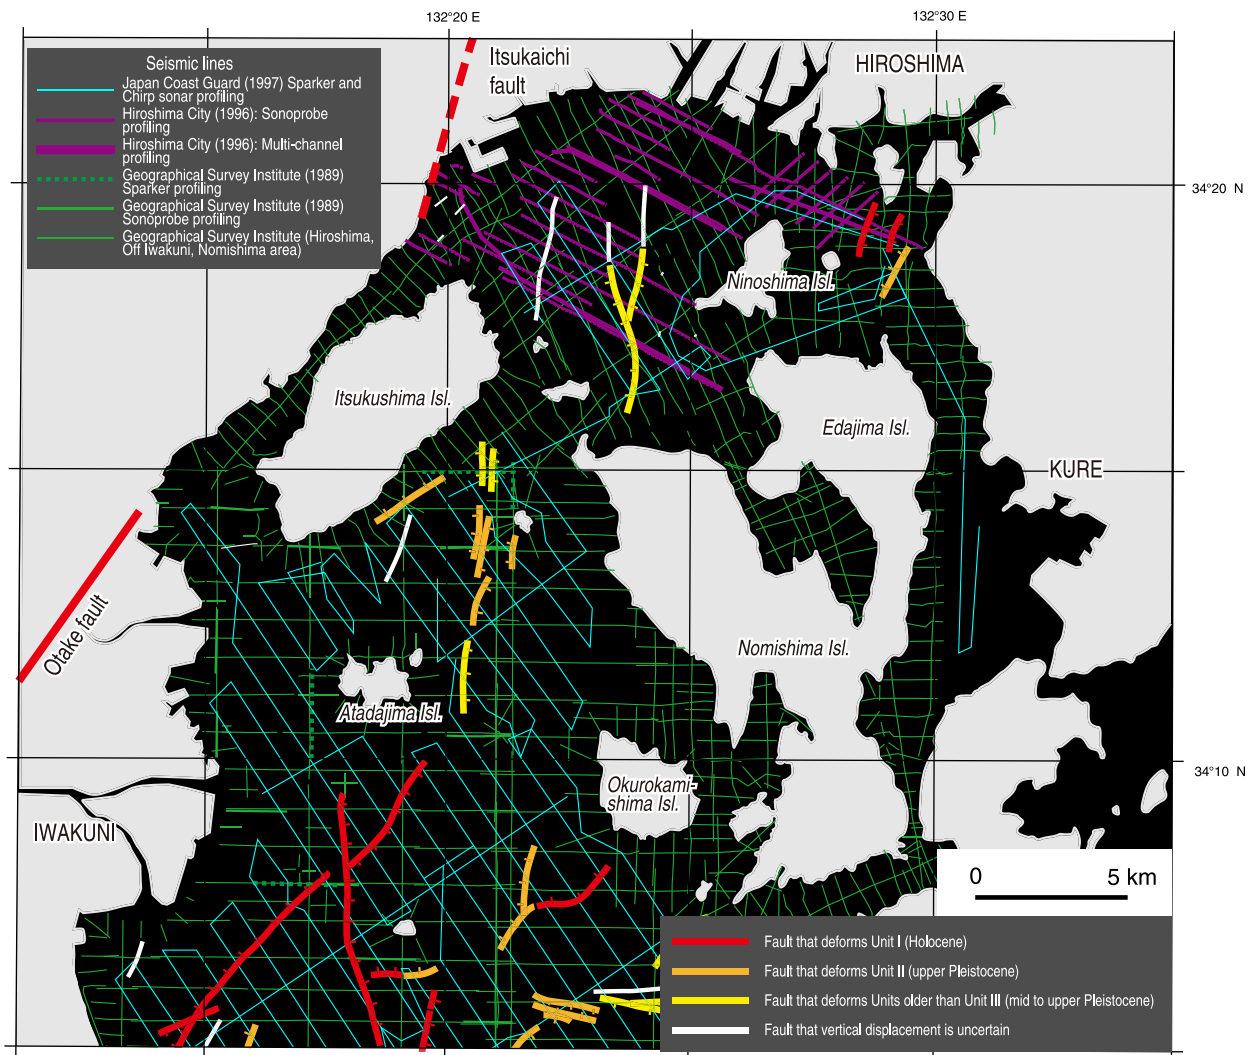 132°20 E
132°30 E
Seismic lines
Japan Coast Guard (1997) Sparker and
Chirp sonar profiling
Hiroshima City (1996): Sonoprobe
profiling
Hiroshima City (1996): Multi-channel
profiling
Geographical Survey Institute (1989)
Sparker profiling
Geographical Survey Institute (1989)
Sonoprobe profiling
Geographical Survey Institute (Hiroshima,
Off Iwakuni, Nomishima area)
Itsukaichi
fault
HIROSHIMA
34°20 N
Ninoshima Isl.
Itsukushima Isl.
Edajima Isl.
KURE
Otake fault
Nomishima Isl.
Atadajima Isl.
34°10 N
Okurokami-
shima Isl.
IWAKUNI
0 5 km
Fault that deforms Unit I (Holocene)
Fault that deforms Unit II (upper Pleistocene)
Fault that deforms Units older than Unit III (mid to upper Pleistocene)
Fault that vertical displacement is uncertain